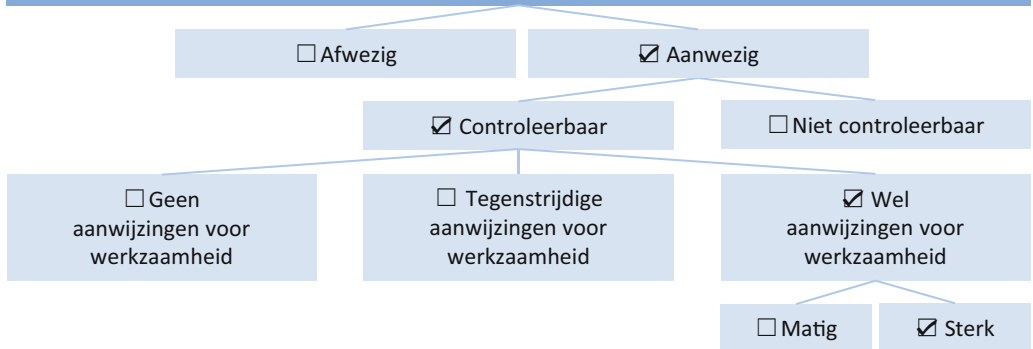 ☐ Afwezig
☑ Aanwezig
☑ Controleerbaar
☐ Niet controleerbaar
☐ Geen
aanwijzingen voor
werkzaamheid
☐ Tegenstrijdige
aanwijzingen voor
werkzaamheid
☑ Wel
aanwijzingen voor
werkzaamheid
☐ Matig
☑ Sterk